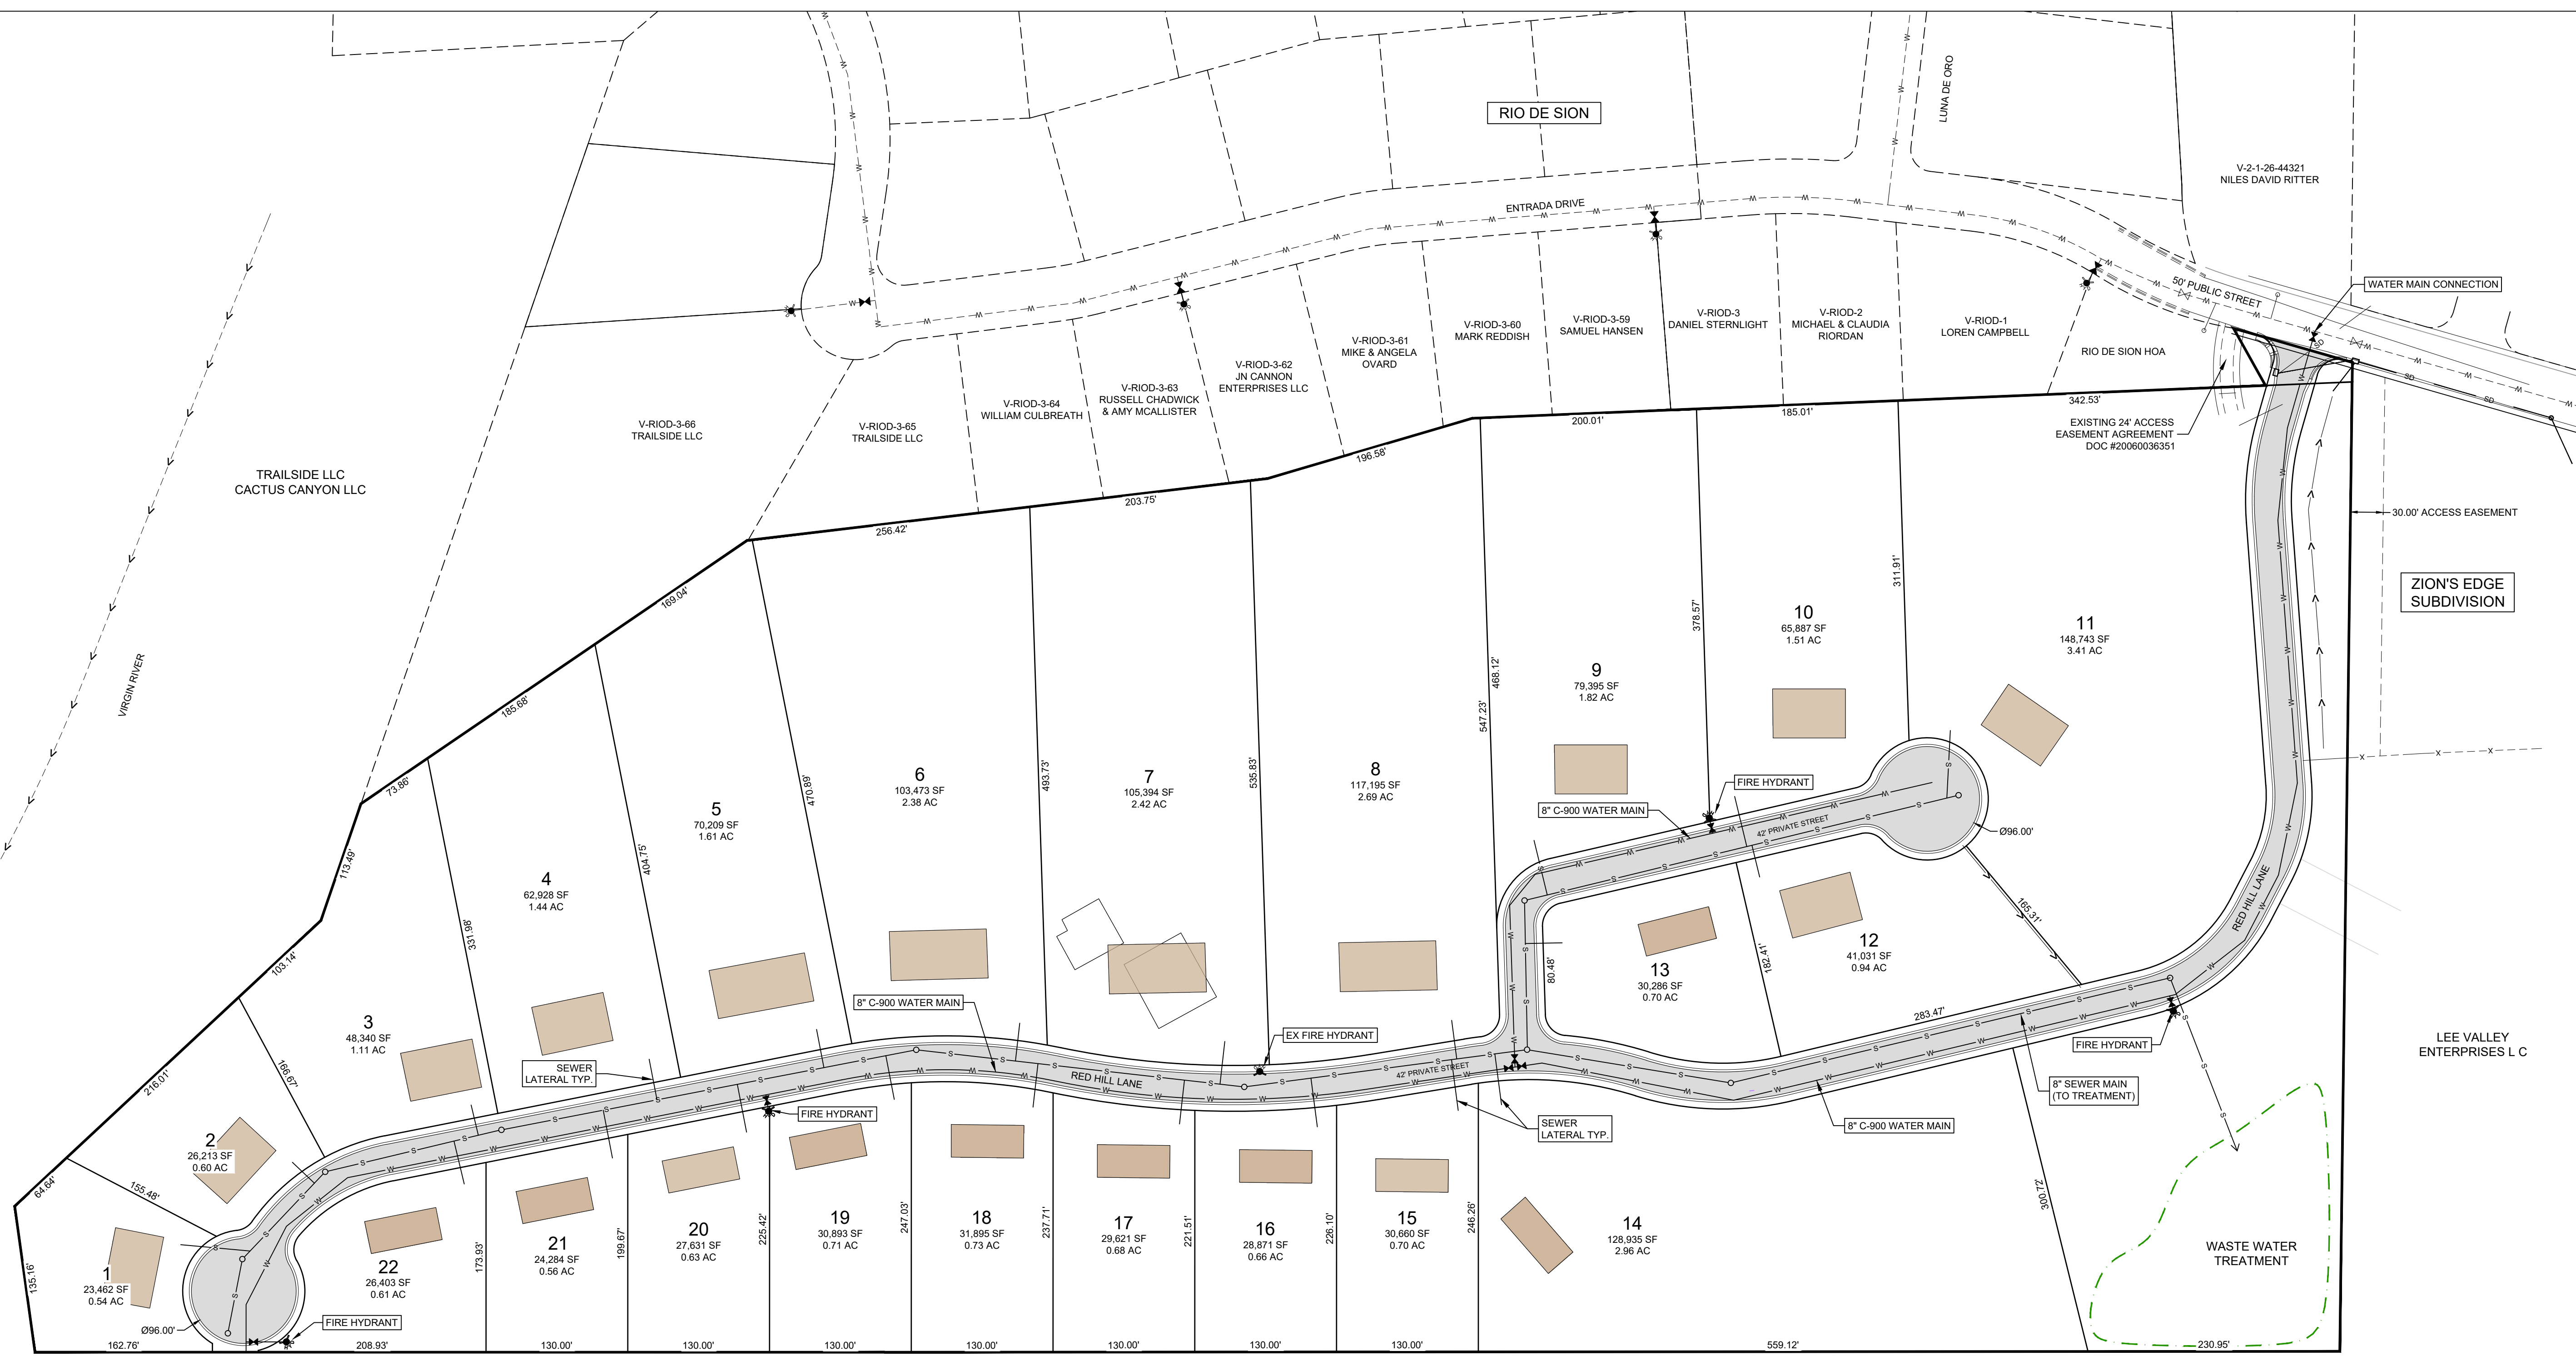 RIO DE SION
LUNA DE ORO
ENTRADA DRIVE
V-2-1-26-44321
NILES DAVID RITTER
WATER MAIN CONNECTION
50' PUBLIC STREET
SD
SD
SD
V-RIOD-3-66
TRAILSIDE LLC
V-RIOD-3-65
TRAILSIDE LLC
V-RIOD-3-64
WILLIAM CULBREATH
V-RIOD-3-63
RUSSELL CHADWICK
& AMY MCALLISTER
V-RIOD-3-62
JN CANNON
ENTERPRISES LLC
V-RIOD-3-61
MIKE & ANGELA
OVARD
V-RIOD-3-60
MARK REDDISH
V-RIOD-3-59
SAMUEL HANSEN
V-RIOD-3
DANIEL STERNLIGHT
V-RIOD-2
MICHAEL & CLAUDIA
RIORDAN
V-RIOD-1
LOREN CAMPBELL
RIO DE SION HOA
EXISTING 24' ACCESS
EASEMENT AGREEMENT
DOC #20060036351
30.00' ACCESS EASEMENT
ZION'S EDGE
SUBDIVISION
TRAILSIDE LLC
CACTUS CANYON LLC
VIRGIN RIVER
256.42'
203.75'
196.58'
200.01'
185.01'
342.53'
169.04'
185.68'
73.86'
113.49'
103.14'
216.01'
64.64'
135.16'
155.48'
166.67'
331.98'
404.75'
470.89'
493.73'
535.83'
547.23'
468.12'
378.57'
311.91'
11
148,743 SF
3.41 AC
10
65,887 SF
1.51 AC
9
79,395 SF
1.82 AC
8
117,195 SF
2.69 AC
7
105,394 SF
2.42 AC
6
103,473 SF
2.38 AC
5
70,209 SF
1.61 AC
4
62,928 SF
1.44 AC
3
48,340 SF
1.11 AC
2
26,213 SF
0.60 AC
1
23,462 SF
0.54 AC
FIRE HYDRANT
8" C-900 WATER MAIN
42' PRIVATE STREET
Ø96.00'
165.31'
RED HILL LANE
13
30,286 SF
0.70 AC
12
41,031 SF
0.94 AC
80.48'
182.41'
283.47'
8" C-900 WATER MAIN
EX FIRE HYDRANT
SEWER
LATERAL TYP.
RED HILL LANE
42' PRIVATE STREET
FIRE HYDRANT
FIRE HYDRANT
SEWER
LATERAL TYP.
8" C-900 WATER MAIN
8" SEWER MAIN
(TO TREATMENT)
LEE VALLEY
ENTERPRISES L C
WASTE WATER
TREATMENT
22
26,403 SF
0.61 AC
21
24,284 SF
0.56 AC
20
27,631 SF
0.63 AC
19
30,893 SF
0.71 AC
18
31,895 SF
0.73 AC
17
29,621 SF
0.68 AC
16
28,871 SF
0.66 AC
15
30,660 SF
0.70 AC
14
128,935 SF
2.96 AC
173.93'
199.67'
225.42'
247.03'
237.71'
221.51'
226.10'
246.26'
300.72'
Ø96.00'
FIRE HYDRANT
162.76'
208.93'
130.00'
130.00'
130.00'
130.00'
130.00'
130.00'
130.00'
559.12'
230.95'